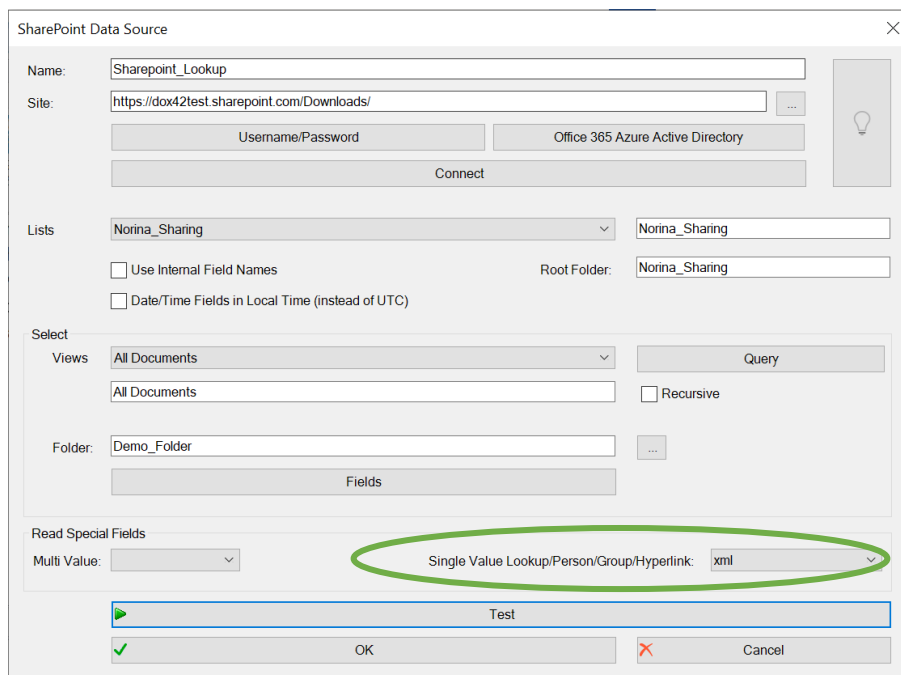 SharePoint Data Source
Name: Sharepoint_Lookup
Site: https://dox42test.sharepoint.com/Downloads/ ...
Username/Password Office 365 Azure Active Directory
Connect
Lists Norina_Sharing Norina_Sharing
Use Internal Field Names Root Folder: Norina_Sharing
Date/Time Fields in Local Time (instead of UTC)
Select
Views All Documents Query
All Documents Recursive
Folder: Demo_Folder ...
Fields
Read Special Fields
Multi Value: Single Value Lookup/Person/Group/Hyperlink: xml
Test
OK Cancel